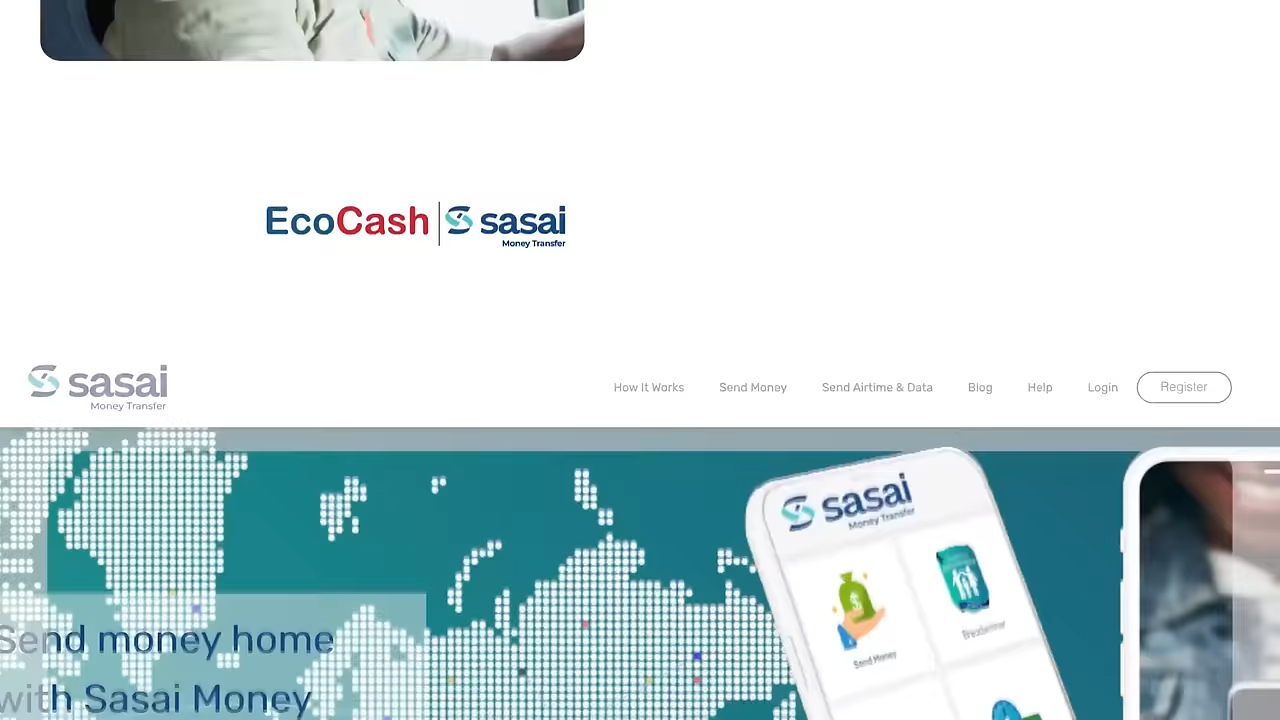 EcoCash sasai
Money Transfer
sasai
Money Transfer
How It Works Send Money Send Airtime & Data Blog Help Login Register
sasai
Money Transfer
Send Money
Send money home
with Sasai Money